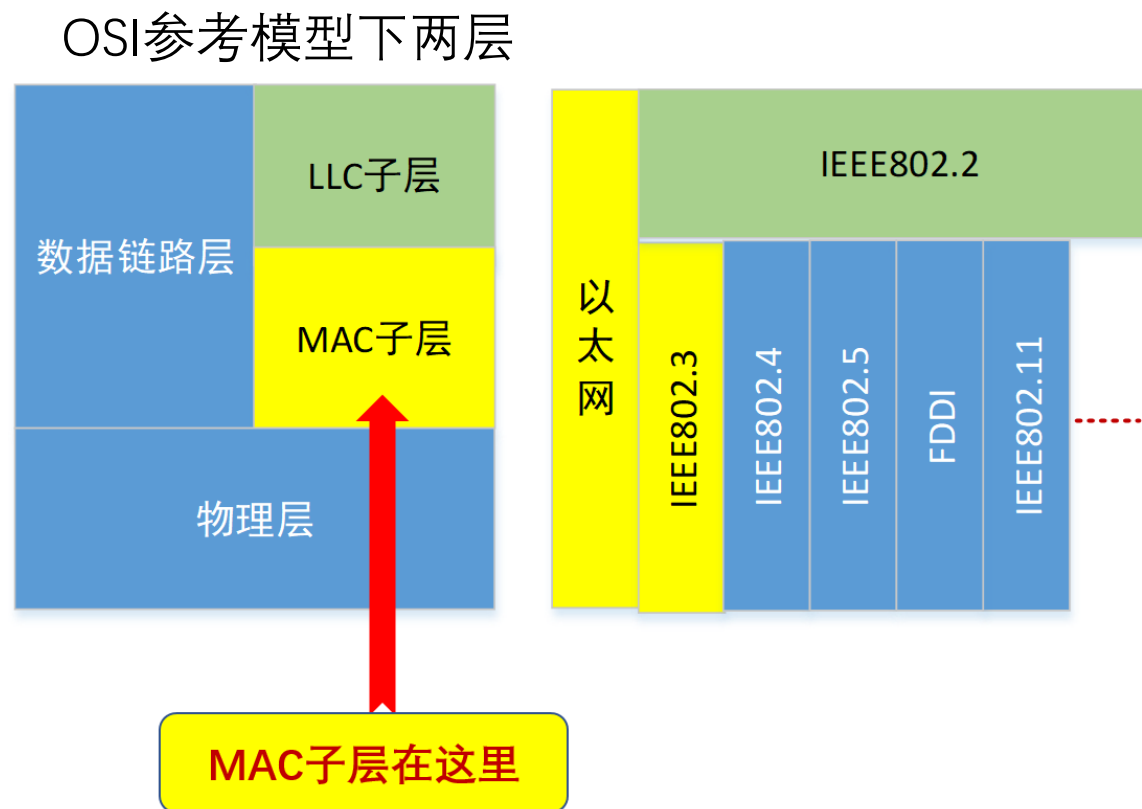 OSI参考模型下两层
数据链路层
LLC子层
MAC子层
物理层
MAC子层在这里
以太网
IEEE802.2
IEEE802.3
IEEE802.4
IEEE802.5
FDDI
IEEE802.11